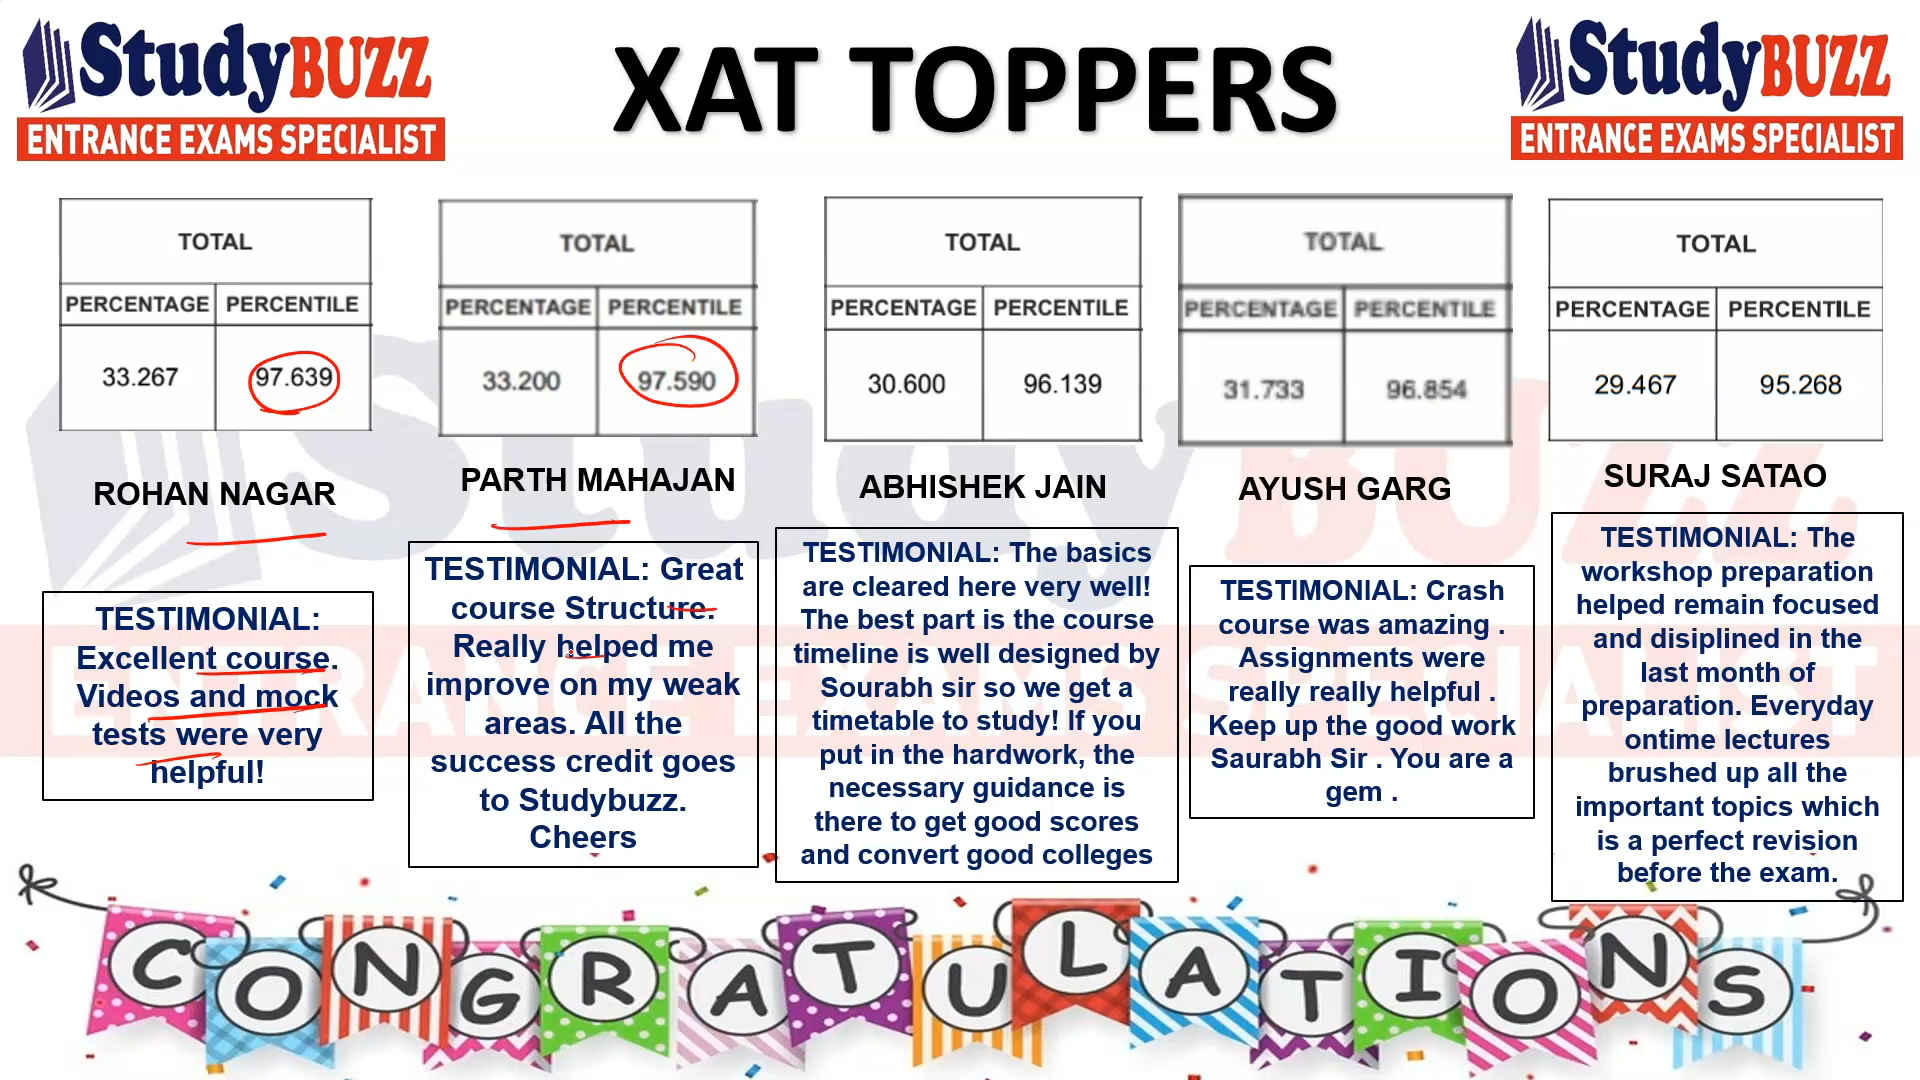 StudyBUZZ
ENTRANCE EXAMS SPECIALIST
XAT TOPPERS
StudyBUZZ
ENTRANCE EXAMS SPECIALIST
TOTAL
PERCENTAGE PERCENTILE
33.267 97.639
ROHAN NAGAR
TESTIMONIAL:
Excellent course.
Videos and mock
tests were very
helpful!
TOTAL
PERCENTAGE PERCENTILE
33.200 97.590
PARTH MAHAJAN
TESTIMONIAL: Great
course Structure.
Really helped me
improve on my weak
areas. All the
success credit goes
to Studybuzz.
Cheers
TOTAL
PERCENTAGE PERCENTILE
30.600 96.139
ABHISHEK JAIN
TESTIMONIAL: The basics
are cleared here very well!
The best part is the course
timeline is well designed by
Sourabh sir so we get a
timetable to study! If you
put in the hardwork, the
necessary guidance is
there to get good scores
and convert good colleges
TOTAL
PERCENTAGE PERCENTILE
31.733 96.854
AYUSH GARG
TESTIMONIAL: Crash
course was amazing .
Assignments were
really really helpful .
Keep up the good work
Saurabh Sir . You are a
gem .
TOTAL
PERCENTAGE PERCENTILE
29.467 95.268
SURAJ SATAO
TESTIMONIAL: The
workshop preparation
helped remain focused
and disiplined in the
last month of
preparation. Everyday
ontime lectures
brushed up all the
important topics which
is a perfect revision
before the exam.
StudyBUZZ
ENTRANCE EXAMS SPECIALIST
CONGRATULATIONS